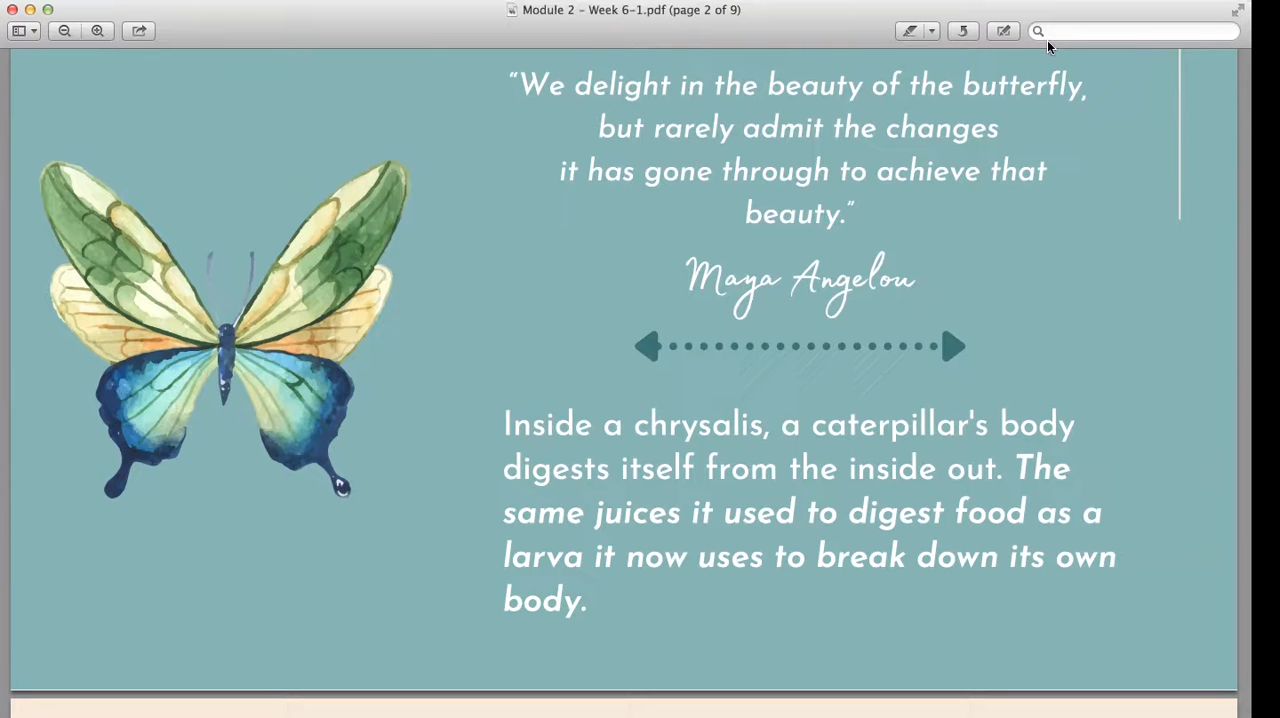 Module 2 - Week 6-1.pdf (page 2 of 9)
"We delight in the beauty of the butterfly,
but rarely admit the changes
it has gone through to achieve that
beauty."
Maya Angelou
Inside a chrysalis, a caterpillar's body
digests itself from the inside out. The
same juices it used to digest food as a
larva it now uses to break down its own
body.